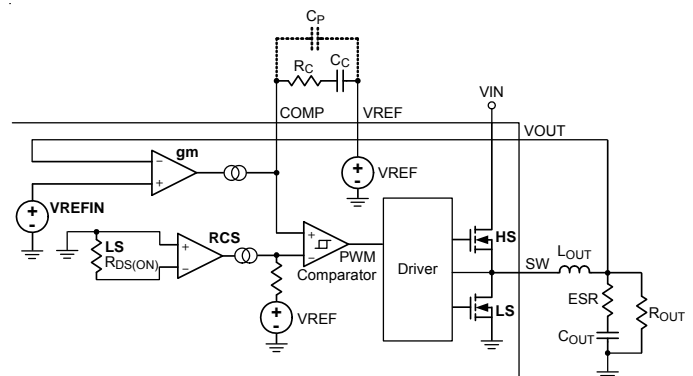 CP
RC
CC
VIN
COMP
VREF
VOUT
gm
VREF
VREFIN
LS
RDS(ON)
RCS
PWM
Comparator
VREF
Driver
HS
LS
SW
LOUT
ESR
COUT
ROUT